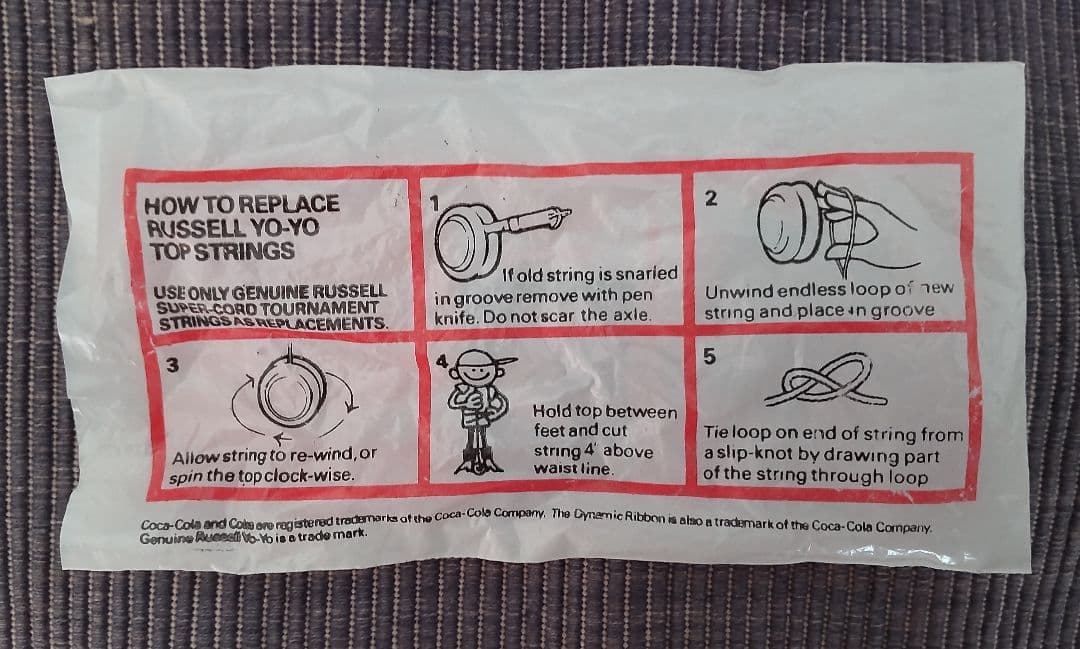 HOW TO REPLACE
RUSSELL YO-YO
TOP STRINGS
USE ONLY GENUINE RUSSELL
SUPER-CORD TOURNAMENT
STRINGS AS REPLACEMENTS.
1
If old string is snarled
in groove remove with pen
knife. Do not scar the axle.
2
Unwind endless loop of new
string and place in groove
3
Allow string to re-wind, or
spin the top clock-wise.
4
Hold top between
feet and cut
string 4" above
waist line.
5
Tie loop on end of string from
a slip-knot by drawing part
of the string through loop
Coca-Cola and Coke are registered trademarks of the Coca-Cola Company. The Dynamic Ribbon is also a trademark of the Coca-Cola Company.
Genuine Russell Yo-Yo is a trade mark.